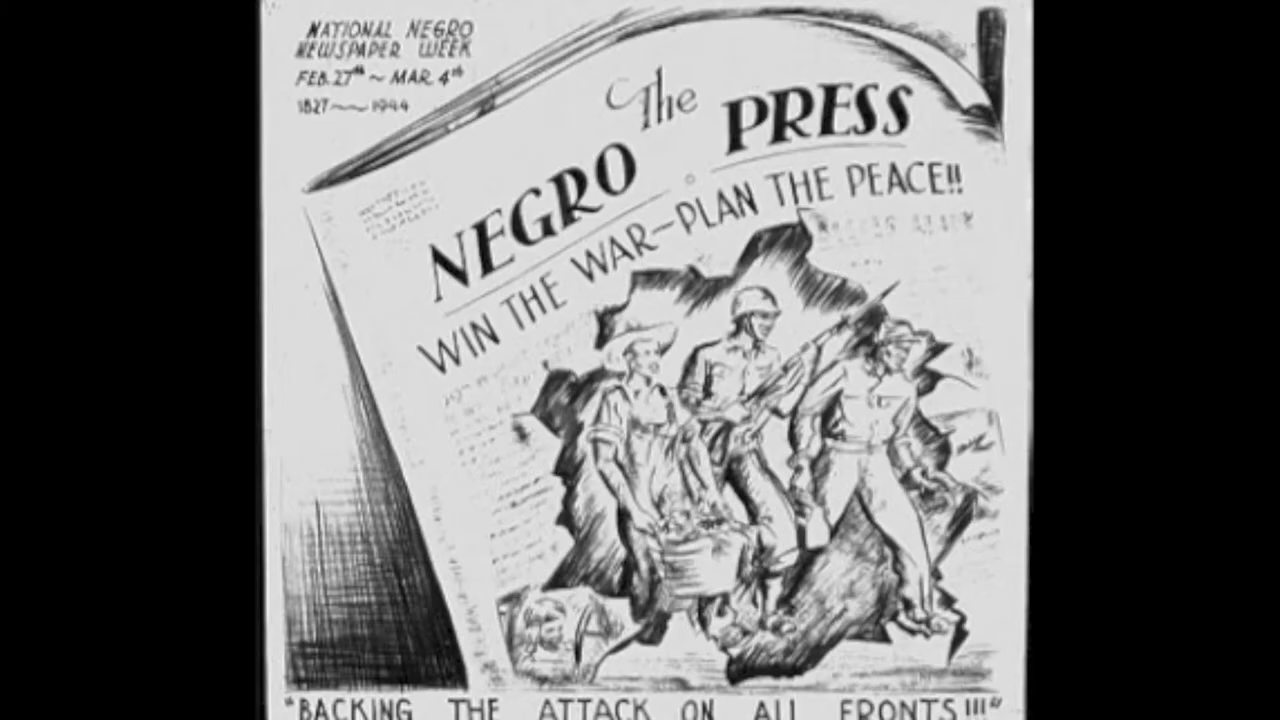 NATIONAL NEGRO
NEWSPAPER WEEK
FEB. 27th ~ MAR 4th
1827 ~~ 1944
The
NEGRO PRESS
WIN THE WAR—PLAN THE PEACE!!
"BACKING THE ATTACK ON ALL FRONTS!!!"